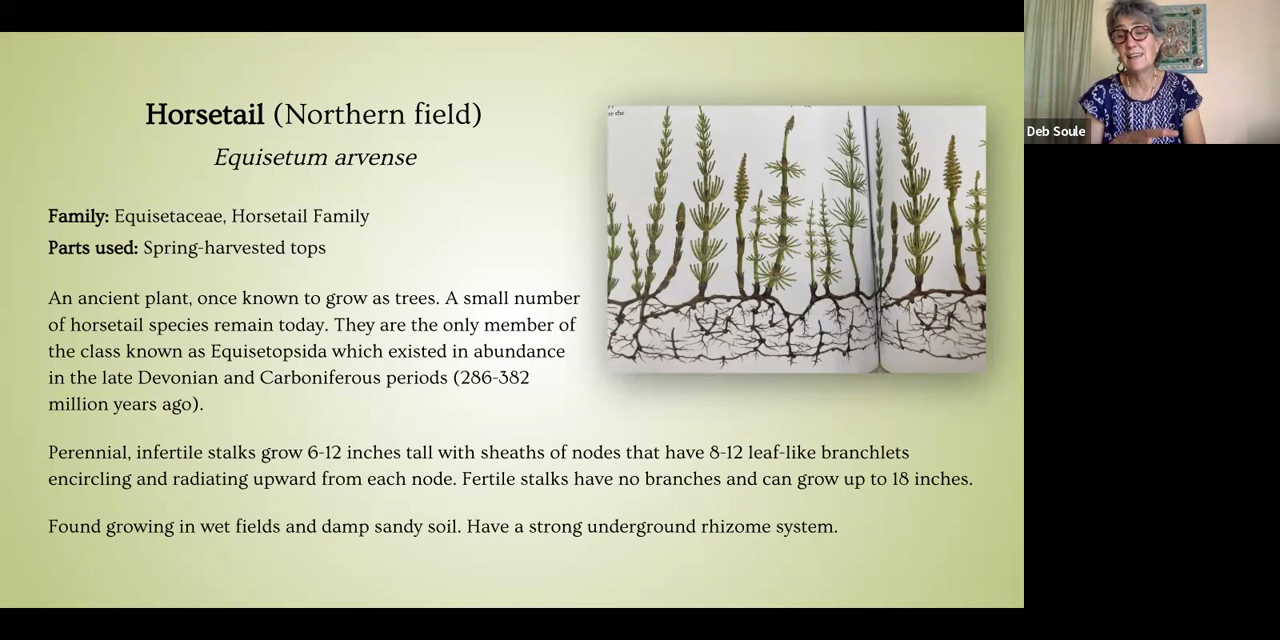 Horsetail (Northern field)
Equisetum arvense
Family: Equisetaceae, Horsetail Family
Parts used: Spring-harvested tops
An ancient plant, once known to grow as trees. A small number
of horsetail species remain today. They are the only member of
the class known as Equisetopsida which existed in abundance
in the late Devonian and Carboniferous periods (286-382
million years ago).
Perennial, infertile stalks grow 6-12 inches tall with sheaths of nodes that have 8-12 leaf-like branchlets
encircling and radiating upward from each node. Fertile stalks have no branches and can grow up to 18 inches.
Found growing in wet fields and damp sandy soil. Have a strong underground rhizome system.
re the
Deb Soule